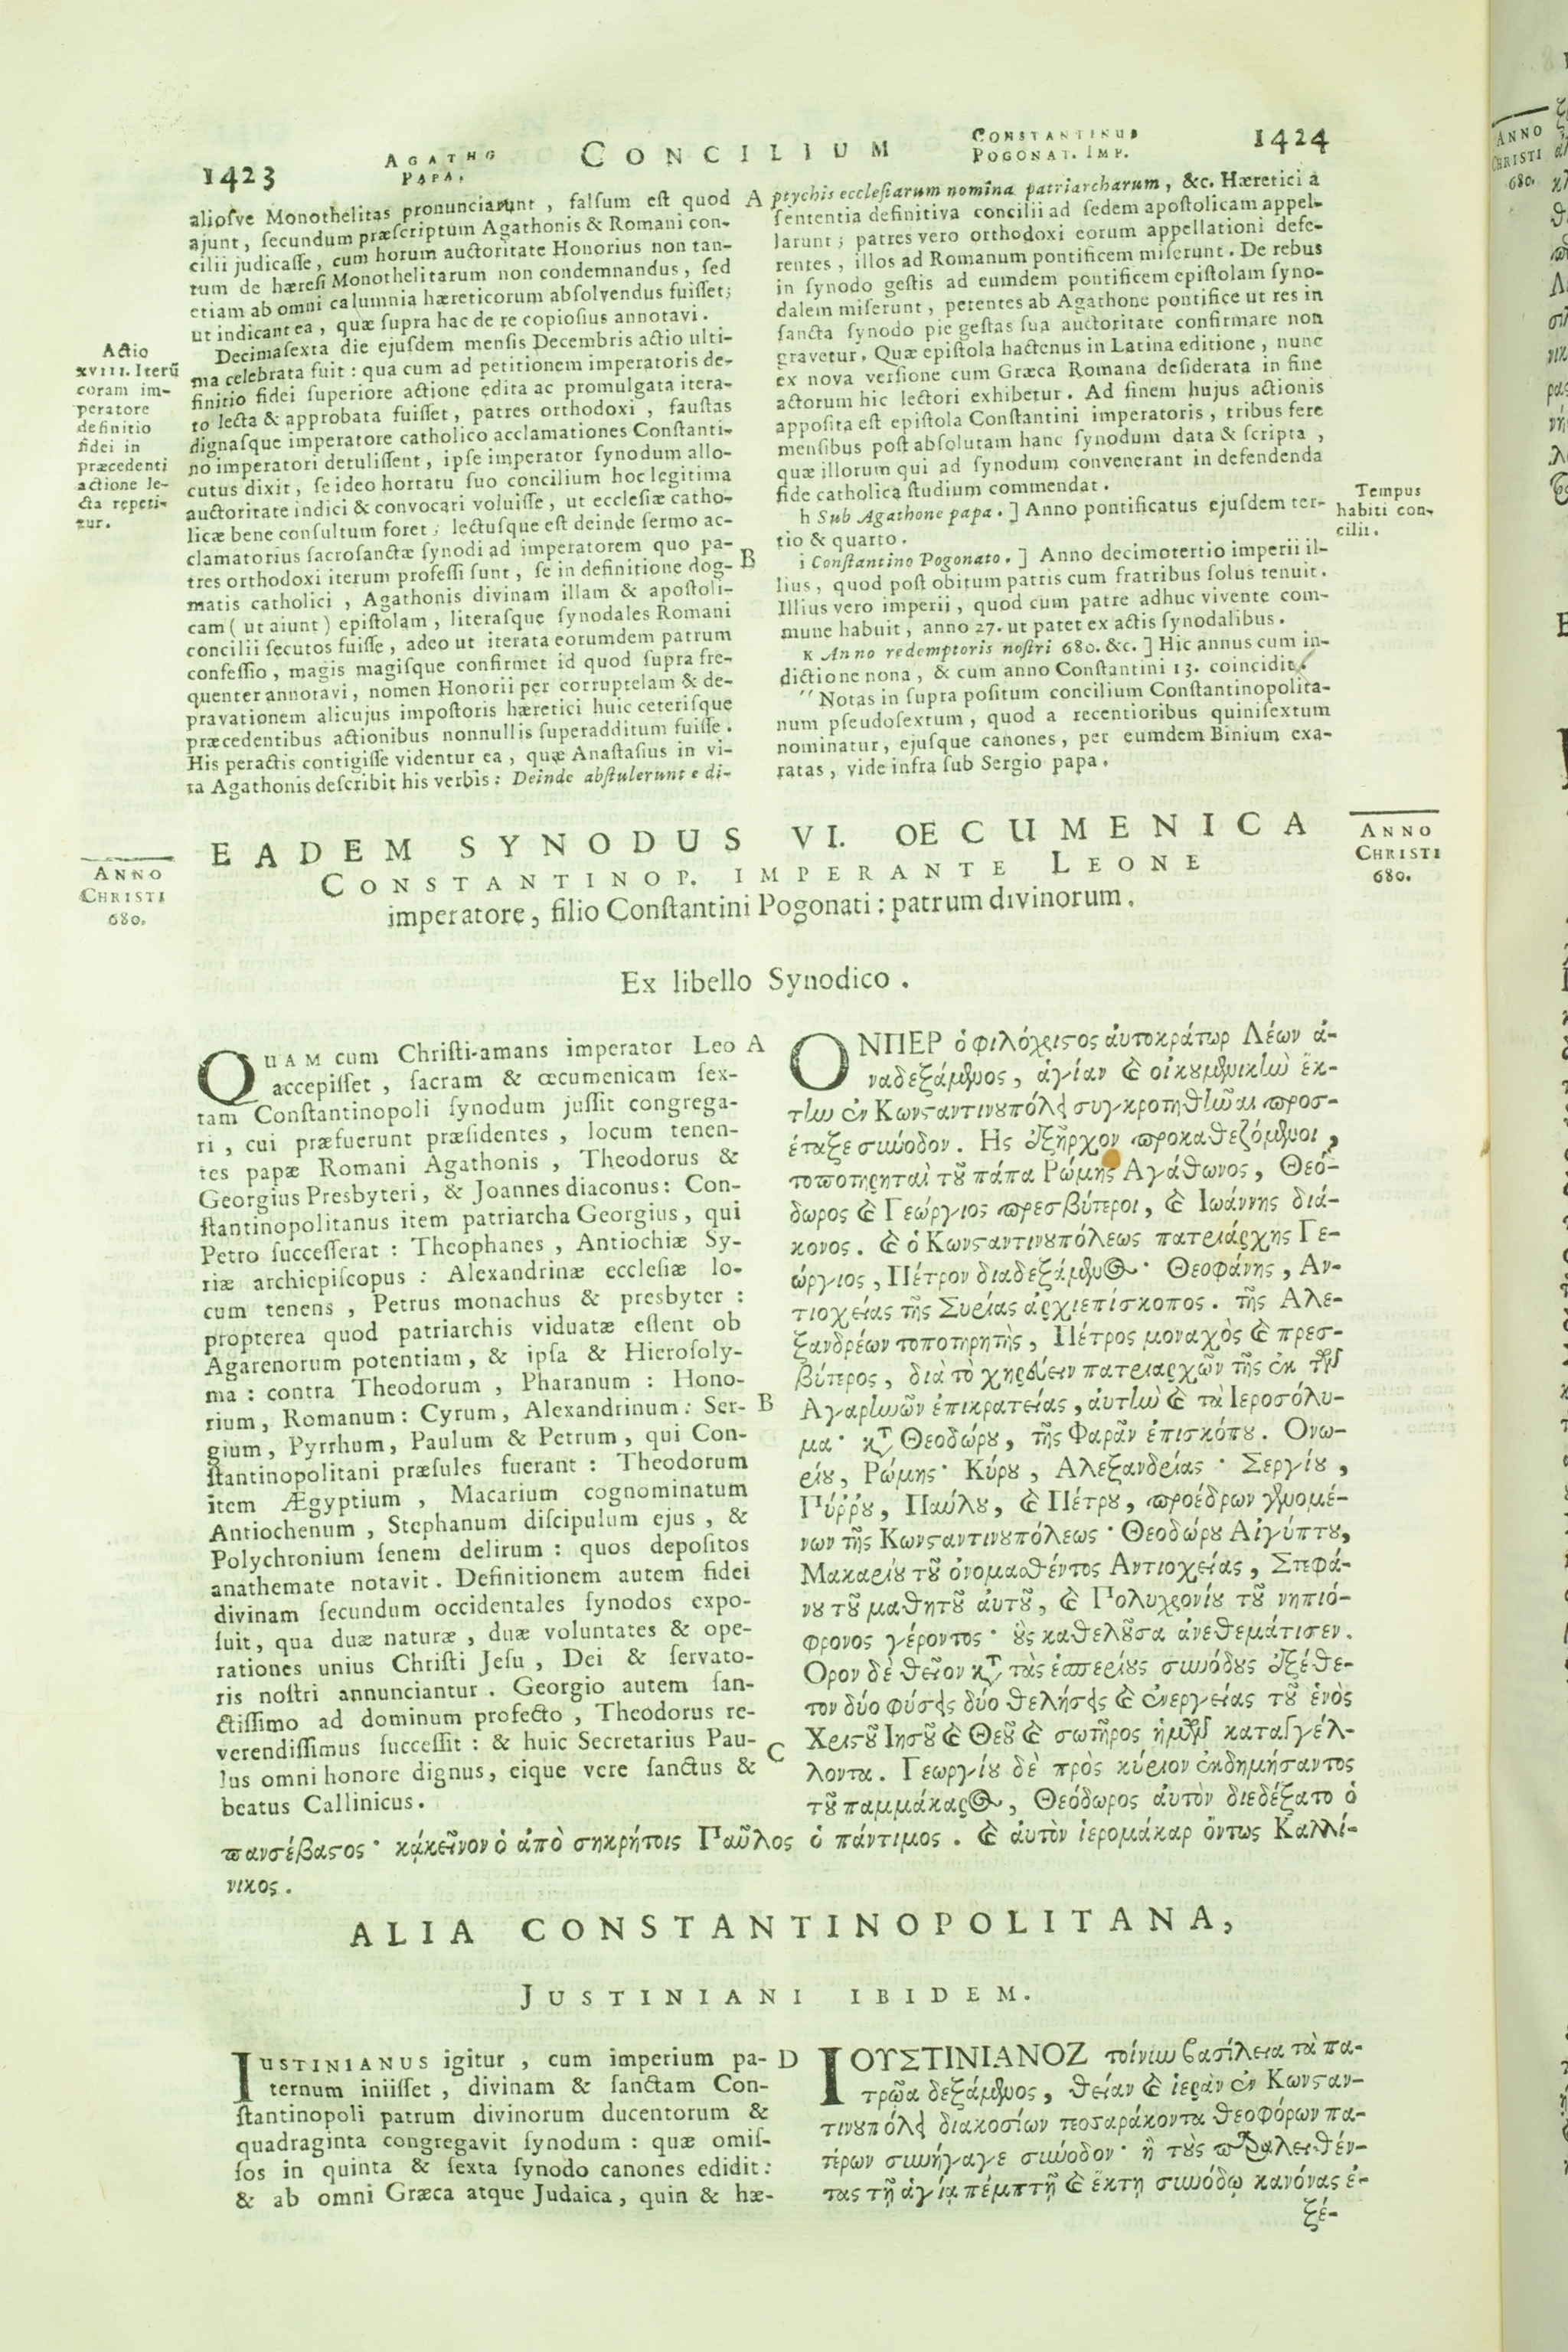 1423
AGATHO
PAPA.
CONCILIUM
CONSTANTINUS
POGONAT. IMP.
1424
alioſve Monothelitas pronunciarunt, falſum eſt quod
ajunt, ſecundum præſcriptum Agathonis & Romani con-
cilii judicaſſe, cum horum auctoritate Honorius non tan-
tum de hæreſi Monothelitarum non condemnandus, ſed
etiam ab omni calumnia hæreticorum abſolvendus fuiſſet;
ut indicant ea, quæ ſupra hac de re copioſius annotavi.
Decimaſexta die ejuſdem menſis Decembris actio ulti-
ma celebrata fuit: qua cum ad petitionem imperatoris de-
finitio fidei ſuperiore actione edita ac promulgata itera-
to lecta & approbata fuiſſet, patres orthodoxi, fauſtas
dignaſque imperatore catholico acclamationes Conſtanti-
no imperatori detuliſſent, ipſe imperator ſynodum allo-
cutus dixit, ſe ideo hortatu ſuo concilium hoc legitima
auctoritate indici & convocari voluiſſe, ut eccleſiæ catho-
licæ bene conſultum foret; lectuſque eſt deinde ſermo ac-
clamatorius ſacroſanctæ ſynodi ad imperatorem quo pa-
tres orthodoxi iterum profeſſi ſunt, ſe in definitione dog-
matis catholici, Agathonis divinam illam & apoſtoli-
cam (ut aiunt) epiſtolam, literaſque ſynodales Romani
concilii ſecutos fuiſſe, adeo ut iterata eorumdem patrum
confeſſio, magis magiſque confirmet id quod ſupra fre-
quenter annotavi, nomen Honorii per corruptelam & de-
pravationem alicujus impoſtoris hæretici huic ceteriſque
præcedentibus actionibus nonnullis ſuperadditum fuiſſe.
His peractis contigiſſe videntur ea, quæ Anaſtaſius in vi-
ta Agathonis deſcribit his verbis: Deinde abſtulerunt e di-
Actio
XVIII. Iterũ
coram im-
peratore
definitio
fidei in
præcedenti
actione le-
cta repeti-
tur.
A
B
ptychis eccleſiarum nomina patriarcharum, &c. Hæretici a
ſententia definitiva concilii ad ſedem apoſtolicam appel-
larunt; patres vero orthodoxi eorum appellationi defe-
rentes, illos ad Romanum pontificem miſerunt. De rebus
in ſynodo geſtis ad eumdem pontificem epiſtolam ſyno-
dalem miſerunt, petentes ab Agathone pontifice ut res in
ſancta ſynodo pie geſtas ſua auctoritate confirmare non
gravetur. Quæ epiſtola hactenus in Latina editione, nunc
ex nova verſione cum Græca Romana deſiderata in fine
actorum hic lectori exhibetur. Ad finem hujus actionis
appoſita eſt epiſtola Conſtantini imperatoris, tribus fere
menſibus poſt abſolutam hanc ſynodum data & ſcripta,
quæ illorum qui ad ſynodum convenerant in defendenda
fide catholica ſtudium commendat.
h Sub Agathone papa.] Anno pontificatus ejuſdem ter-
tio & quarto.
i Conſtantino Pogonato.] Anno decimotertio imperii il-
lius, quod poſt obitum patris cum fratribus ſolus tenuit.
Illius vero imperii, quod cum patre adhuc vivente com-
mune habuit, anno 27. ut patet ex actis ſynodalibus.
K Anno redemptoris noſtri 680. &c.] Hic annus cum in-
dictione nona, & cum anno Conſtantini 13. coincidit.
'' Notas in ſupra poſitum concilium Conſtantinopolita-
num pſeudoſextum, quod a recentioribus quiniſextum
nominatur, ejuſque canones, per eumdem Binium exa-
ratas, vide infra ſub Sergio papa.
Tempus
habiti con-
cilii.
EADEM SYNODUS VI. OECUMENICA
CONSTANTINOP. IMPERANTE LEONE
imperatore, filio Conſtantini Pogonati: patrum divinorum.
ANNO
CHRISTI
680.
ANNO
CHRISTI
680.
Ex libello Synodico.
QUAM cum Chriſti-amans imperator Leo
accepiſſet, ſacram & œcumenicam ſex-
tam Conſtantinopoli ſynodum juſſit congrega-
ri, cui præfuerunt præſidentes, locum tenen-
tes papæ Romani Agathonis, Theodorus &
Georgius Presbyteri, & Joannes diaconus: Con-
ſtantinopolitanus item patriarcha Georgius, qui
Petro ſucceſſerat: Theophanes, Antiochiæ Sy-
riæ archiepiſcopus: Alexandrinæ eccleſiæ lo-
cum tenens, Petrus monachus & presbyter:
propterea quod patriarchis viduatæ eſſent ob
Agarenorum potentiam, & ipſa & Hieroſoly-
ma: contra Theodorum, Pharanum: Hono-
rium, Romanum: Cyrum, Alexandrinum: Ser-
gium, Pyrrhum, Paulum & Petrum, qui Con-
ſtantinopolitani præſules fuerant: Theodorum
item Ægyptium, Macarium cognominatum
Antiochenum, Stephanum diſcipulum ejus, &
Polychronium ſenem delirum: quos depoſitos
anathemate notavit. Definitionem autem fidei
divinam ſecundum occidentales ſynodos expo-
ſuit, qua duæ naturæ, duæ voluntates & ope-
rationes unius Chriſti Jeſu, Dei & ſervato-
ris noſtri annunciantur. Georgio autem ſan-
ctiſſimo ad dominum profecto, Theodorus re-
verendiſſimus ſucceſſit: & huic Secretarius Pau-
lus omni honore dignus, eique vere ſanctus &
beatus Callinicus.
A
B
C
ΟΝΠΕΡ ὁ φιλόχριστος αὐτοκράτωρ Λέων ἀ-
ναδεξάμενος, ἁγίαν καὶ οἰκουμενικὴν ἕκ-
την ἐν Κωνσταντινουπόλει συγκροτηθῆναι προσ-
έταξε σύνοδον. Ης ἐξῆρχον προκαθεζόμενοι,
τοποτηρηταὶ τοῦ πάπα Ρώμης Αγάθωνος, Θεό-
δωρος καὶ Γεώργιος πρεσβύτεροι, καὶ Ιωάννης διά-
κονος. καὶ ὁ Κωνσταντινουπόλεως πατριάρχης Γε-
ώργιος, Πέτρον διαδεξάμενος· Θεοφάνης, Αν-
τιοχείας τῆς Συρίας ἀρχιεπίσκοπος. τῆς Αλε-
ξανδρέων τοποτηρητὴς, Πέτρος μοναχὸς καὶ πρεσ-
βύτερος, διὰ τὸ χηρεύειν πατριαρχῶν τῆς ἐκ τῶν
Αγαρηνῶν ἐπικρατείας, αὐτὴν καὶ τὰ Ιεροσόλυ-
μα· κατὰ Θεοδώρου, τῆς Φαρὰν ἐπισκόπου. Ονω-
ρίου, Ρώμης· Κύρου, Αλεξανδρείας· Σεργίου,
Πύῤῥου, Παύλου, καὶ Πέτρου, προέδρων γενομέ-
νων τῆς Κωνσταντινουπόλεως· Θεοδώρου Αἰγύπτου,
Μακαρίου τοῦ ὀνομασθέντος Αντιοχείας, Στεφά-
νου τοῦ μαθητοῦ αὐτοῦ, καὶ Πολυχρονίου τοῦ νηπιό-
φρονος γέροντος· οὓς καθελοῦσα ἀνεθεμάτισεν.
Ορον δὲ θεῖον κατὰ τὰς ἑσπερίους συνόδους ἐξέθε-
τον δύο φύσεις δύο θελήσεις καὶ ἐνεργείας τοῦ ἑνὸς
Χριστοῦ Ιησοῦ καὶ Θεοῦ καὶ σωτῆρος ἡμῶν καταγγέλ-
λοντα. Γεωργίου δὲ πρὸς κύριον ἐκδημήσαντος
τοῦ παμμάκαρος, Θεόδωρος αὐτὸν διεδέξατο ὁ
πανσέβαστος· κἀκεῖνον ὁ ἀπὸ σηκρήτοις Παῦλος ὁ πάντιμος. καὶ αὐτὸν ἱερομάκαρ ὄντως Καλλί-
νικος.
ALIA CONSTANTINOPOLITANA,
JUSTINIANI IBIDEM.
IUSTINIANUS igitur, cum imperium pa-
ternum iniiſſet, divinam & ſanctam Con-
ſtantinopoli patrum divinorum ducentorum &
quadraginta congregavit ſynodum: quæ omiſ-
ſos in quinta & ſexta ſynodo canones edidit:
& ab omni Græca atque Judaica, quin & hæ-
D
ΙΟΥΣΤΙΝΙΑΝΟΖ τοίνυν βασίλεια τὰ πα-
τρῶα δεξάμενος, θείαν καὶ ἱερὰν ἐν Κωνσταν-
τινουπόλει διακοσίων τεσσαράκοντα θεοφόρων πα-
τέρων συνήγαγε σύνοδον· ἣ τοὺς παραλειφθέν-
τας τῇ ἁγίᾳ πέμπτῃ καὶ ἕκτῃ συνόδῳ κανόνας ἐ-
ξέ-
ANNO
CHRISTI
680.